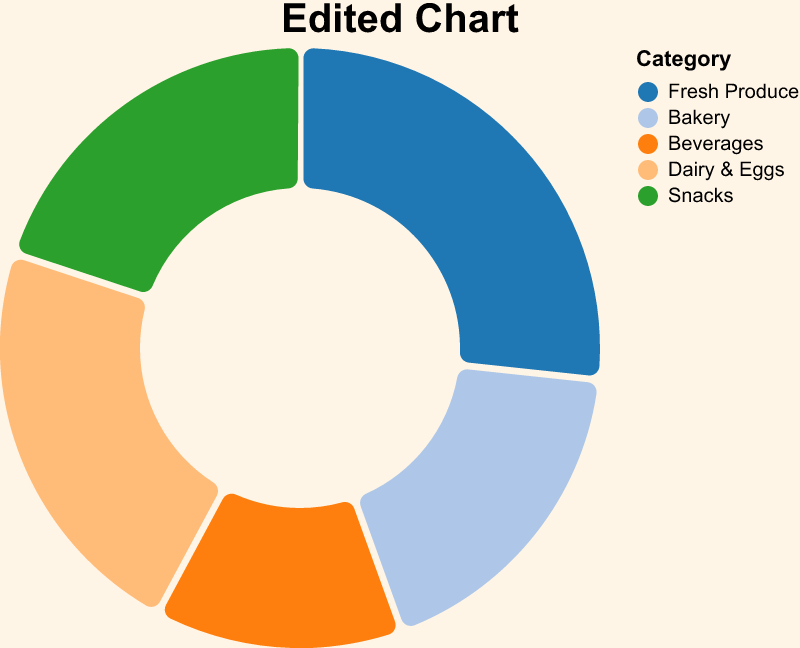 Edited Chart
Category
Fresh Produce
Bakery
Beverages
Dairy & Eggs
Snacks